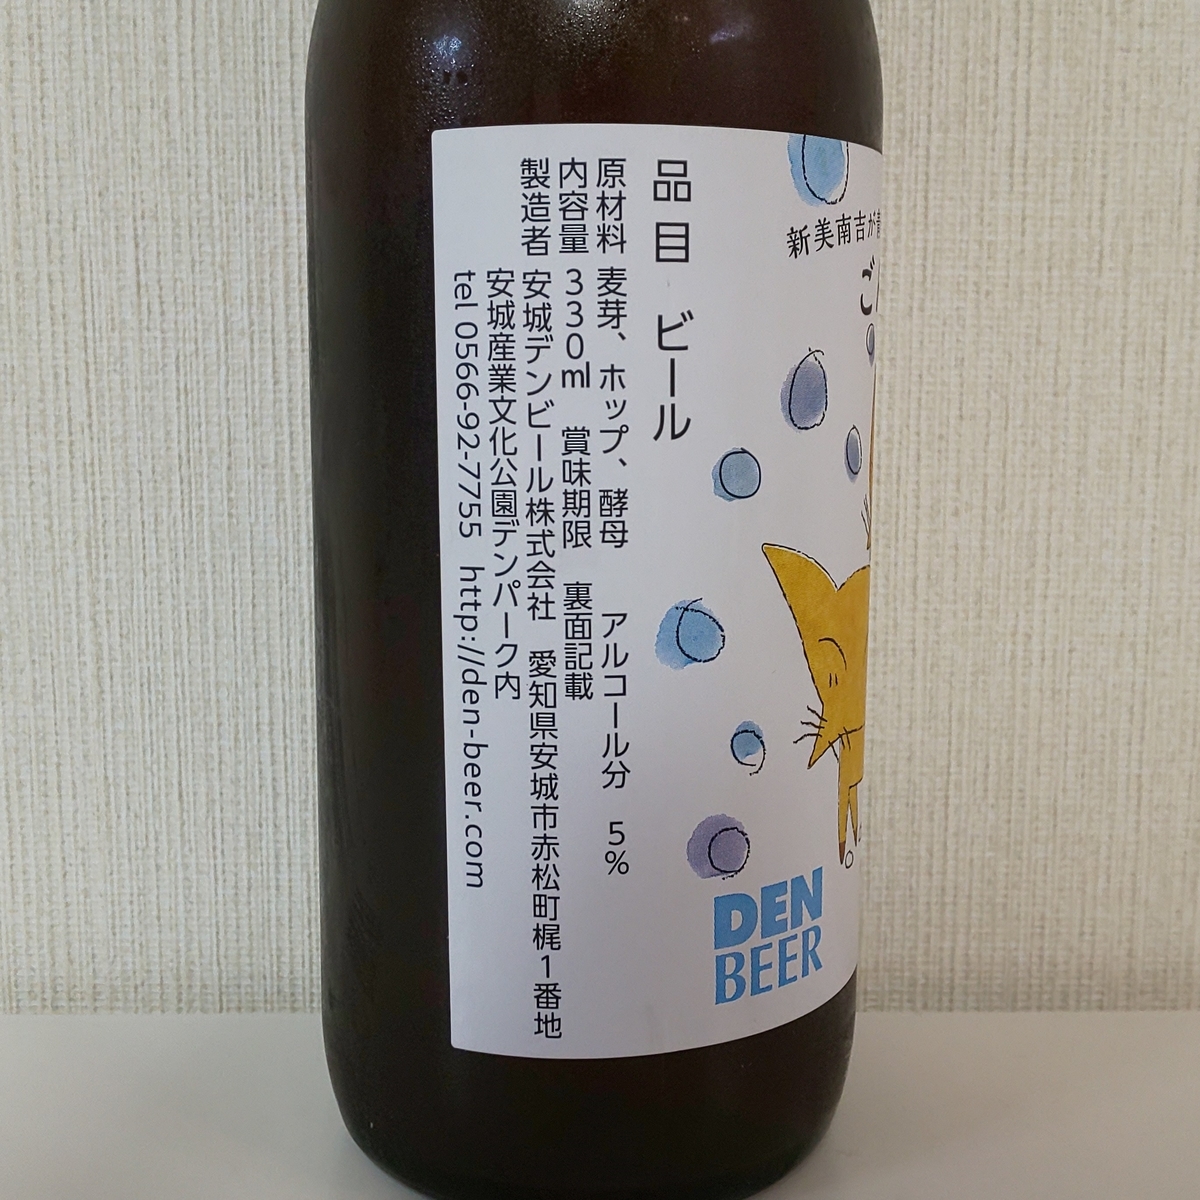 新美南吉が
ご
品目 ビール
原材料 麦芽、ホップ、酵母 アルコール分 5%
内容量 330ml 賞味期限 裏面記載
製造者 安城デンビール株式会社 愛知県安城市赤松町梶1番地
安城産業文化公園デンパーク内
tel 0566-92-7755 http://den-beer.com
DEN
BEER